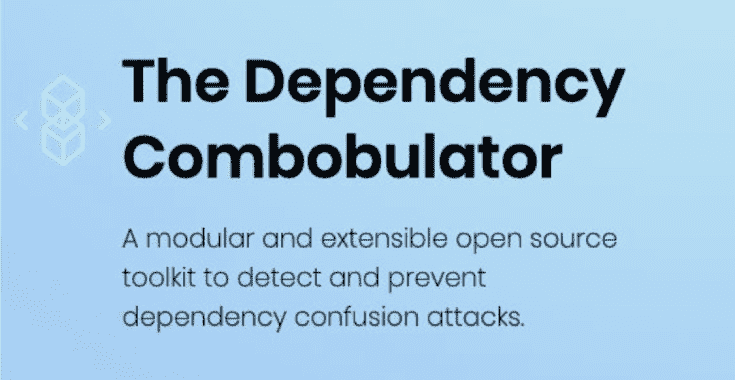 The Dependency
Combobulator
A modular and extensible open source
toolkit to detect and prevent
dependency confusion attacks.